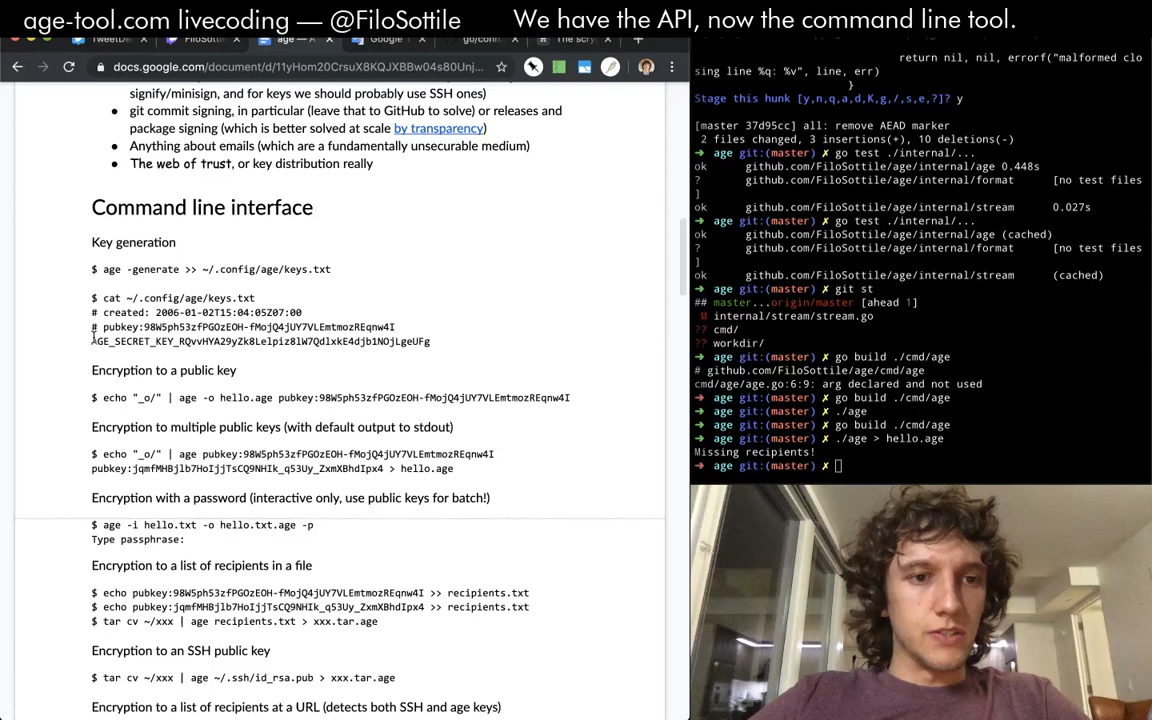 age-tool.com livecoding — @FiloSottile
We have the API, now the command line tool.
FiloSottil
age — A
Google
The scry
docs.google.com/document/d/11yHom20CrsuX8KQJXBBw04s80Unj...
signify/minisign, and for keys we should probably use SSH ones)
• git commit signing, in particular (leave that to GitHub to solve) or releases and
package signing (which is better solved at scale by transparency)
• Anything about emails (which are a fundamentally unsecurable medium)
• The web of trust, or key distribution really
Command line interface
Key generation
$ age -generate >> ~/.config/age/keys.txt
$ cat ~/.config/age/keys.txt
# created: 2006-01-02T15:04:05Z07:00
# pubkey:98W5ph53zfPGOzEOH-fMojQ4jUY7VLEmtmozREqnw4I
AGE_SECRET_KEY_RQvvHYA29yZk8Lelpiz8lW7QdlxkE4djb1NOjLgeUFg
Encryption to a public key
$ echo "_o/" | age -o hello.age pubkey:98W5ph53zfPGOzEOH-fMojQ4jUY7VLEmtmozREqnw4I
Encryption to multiple public keys (with default output to stdout)
$ echo "_o/" | age pubkey:98W5ph53zfPGOzEOH-fMojQ4jUY7VLEmtmozREqnw4I
pubkey:jqmfMHBjlb7HoIjjTsCQ9NHIk_q53Uy_ZxmXBhdIpx4 > hello.age
Encryption with a password (interactive only, use public keys for batch!)
$ age -i hello.txt -o hello.txt.age -p
Type passphrase:
Encryption to a list of recipients in a file
$ echo pubkey:98W5ph53zfPGOzEOH-fMojQ4jUY7VLEmtmozREqnw4I >> recipients.txt
$ echo pubkey:jqmfMHBjlb7HoIjjTsCQ9NHIk_q53Uy_ZxmXBhdIpx4 >> recipients.txt
$ tar cv ~/xxx | age recipients.txt > xxx.tar.age
Encryption to an SSH public key
$ tar cv ~/xxx | age ~/.ssh/id_rsa.pub > xxx.tar.age
Encryption to a list of recipients at a URL (detects both SSH and age keys)
return nil, nil, errorf("malformed clo
sing line %q: %v", line, err)
}
Stage this hunk [y,n,q,a,d,K,g,/,s,e,?]? y
[master 37d95cc] all: remove AEAD marker
2 files changed, 3 insertions(+), 10 deletions(-)
➜ age git:(master) ✗ go test ./internal/...
ok github.com/FiloSottile/age/internal/age 0.448s
? github.com/FiloSottile/age/internal/format [no test files
]
ok github.com/FiloSottile/age/internal/stream 0.027s
➜ age git:(master) ✗ go test ./internal/...
ok github.com/FiloSottile/age/internal/age (cached)
? github.com/FiloSottile/age/internal/format [no test files
]
ok github.com/FiloSottile/age/internal/stream (cached)
➜ age git:(master) ✗ git st
## master...origin/master [ahead 1]
M internal/stream/stream.go
?? cmd/
?? workdir/
➜ age git:(master) ✗ go build ./cmd/age
# github.com/FiloSottile/age/cmd/age
cmd/age/age.go:6:9: arg declared and not used
➜ age git:(master) ✗ go build ./cmd/age
➜ age git:(master) ✗ ./age
➜ age git:(master) ✗ go build ./cmd/age
➜ age git:(master) ✗ ./age > hello.age
Missing recipients!
➜ age git:(master) ✗